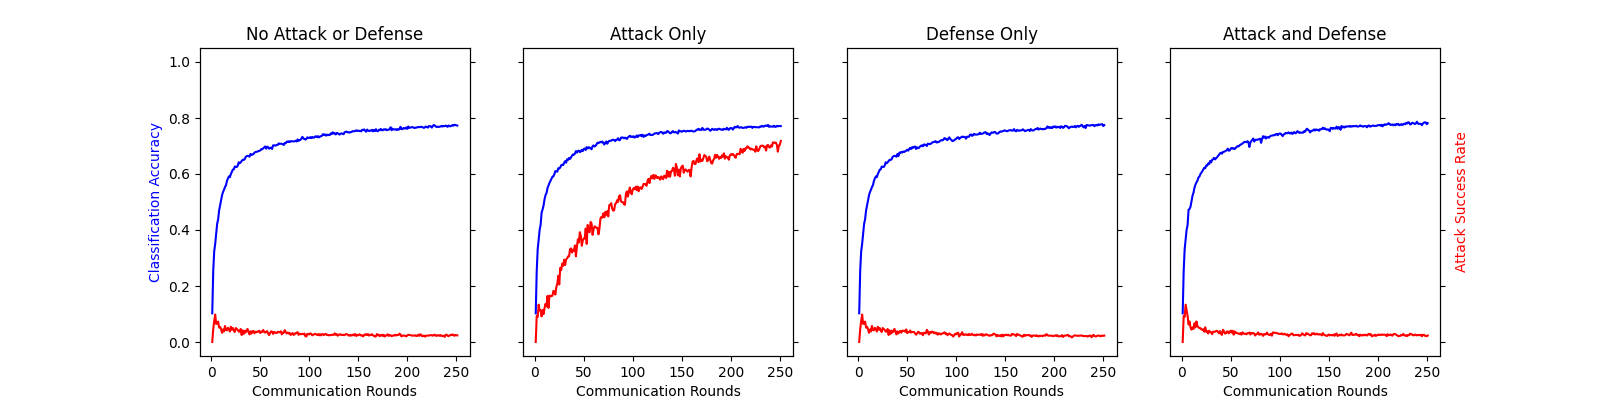 No Attack or Defense
Attack Only
Defense Only
Attack and Defense
Classification Accuracy
1.0
0.8
0.6
0.4
0.2
0.0
Attack Success Rate
0 50 100 150 200 250
0 50 100 150 200 250
0 50 100 150 200 250
0 50 100 150 200 250
Communication Rounds
Communication Rounds
Communication Rounds
Communication Rounds